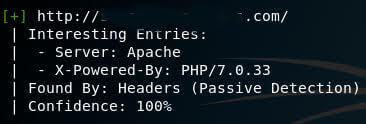 [+] http:// .com/
| Interesting Entries:
|  - Server: Apache
|  - X-Powered-By: PHP/7.0.33
| Found By: Headers (Passive Detection)
| Confidence: 100%